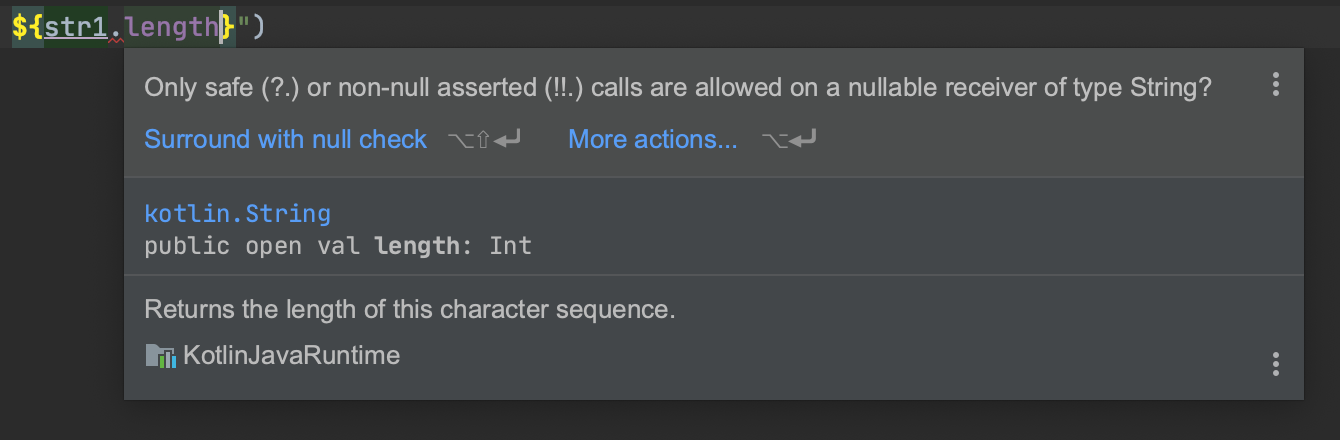 ${str1.length}")
Only safe (?.) or non-null asserted (!!.) calls are allowed on a nullable receiver of type String?
Surround with null check ⌥⇧↵ More actions... ⌥↵
kotlin.String
public open val length: Int
Returns the length of this character sequence.
KotlinJavaRuntime